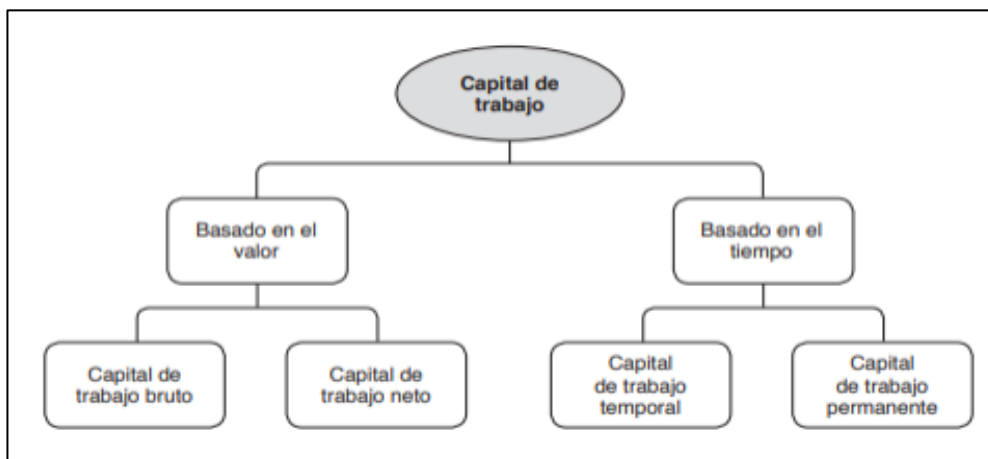 Capital de
trabajo
Basado en el
valor
Basado en el
tiempo
Capital de
trabajo bruto
Capital de
trabajo neto
Capital
de trabajo
temporal
Capital
de trabajo
permanente